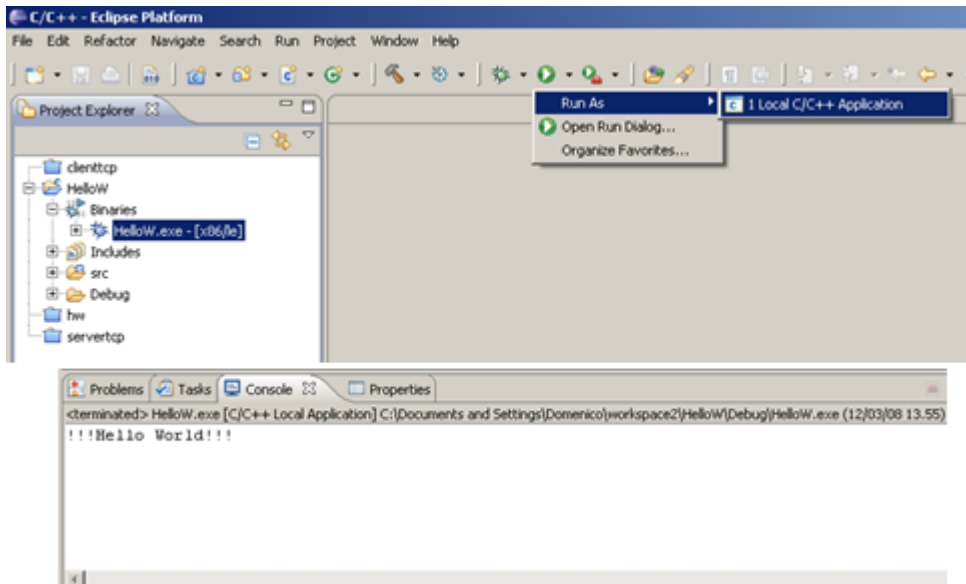 C/C++ - Eclipse Platform
File Edit Refactor Navigate Search Run Project Window Help
Project Explorer
Run As
1 Local C/C++ Application
Open Run Dialog...
Organize Favorites...
clienttcp
HelloW
Binaries
HelloW.exe - [x86/le]
Includes
src
Debug
hw
servertcp
Problems Tasks Console Properties
<terminated> HelloW.exe [C/C++ Local Application] C:\Documents and Settings\Domenico\workspace2\HelloW\Debug\HelloW.exe (12/03/08 13.55)
!!!Hello World!!!